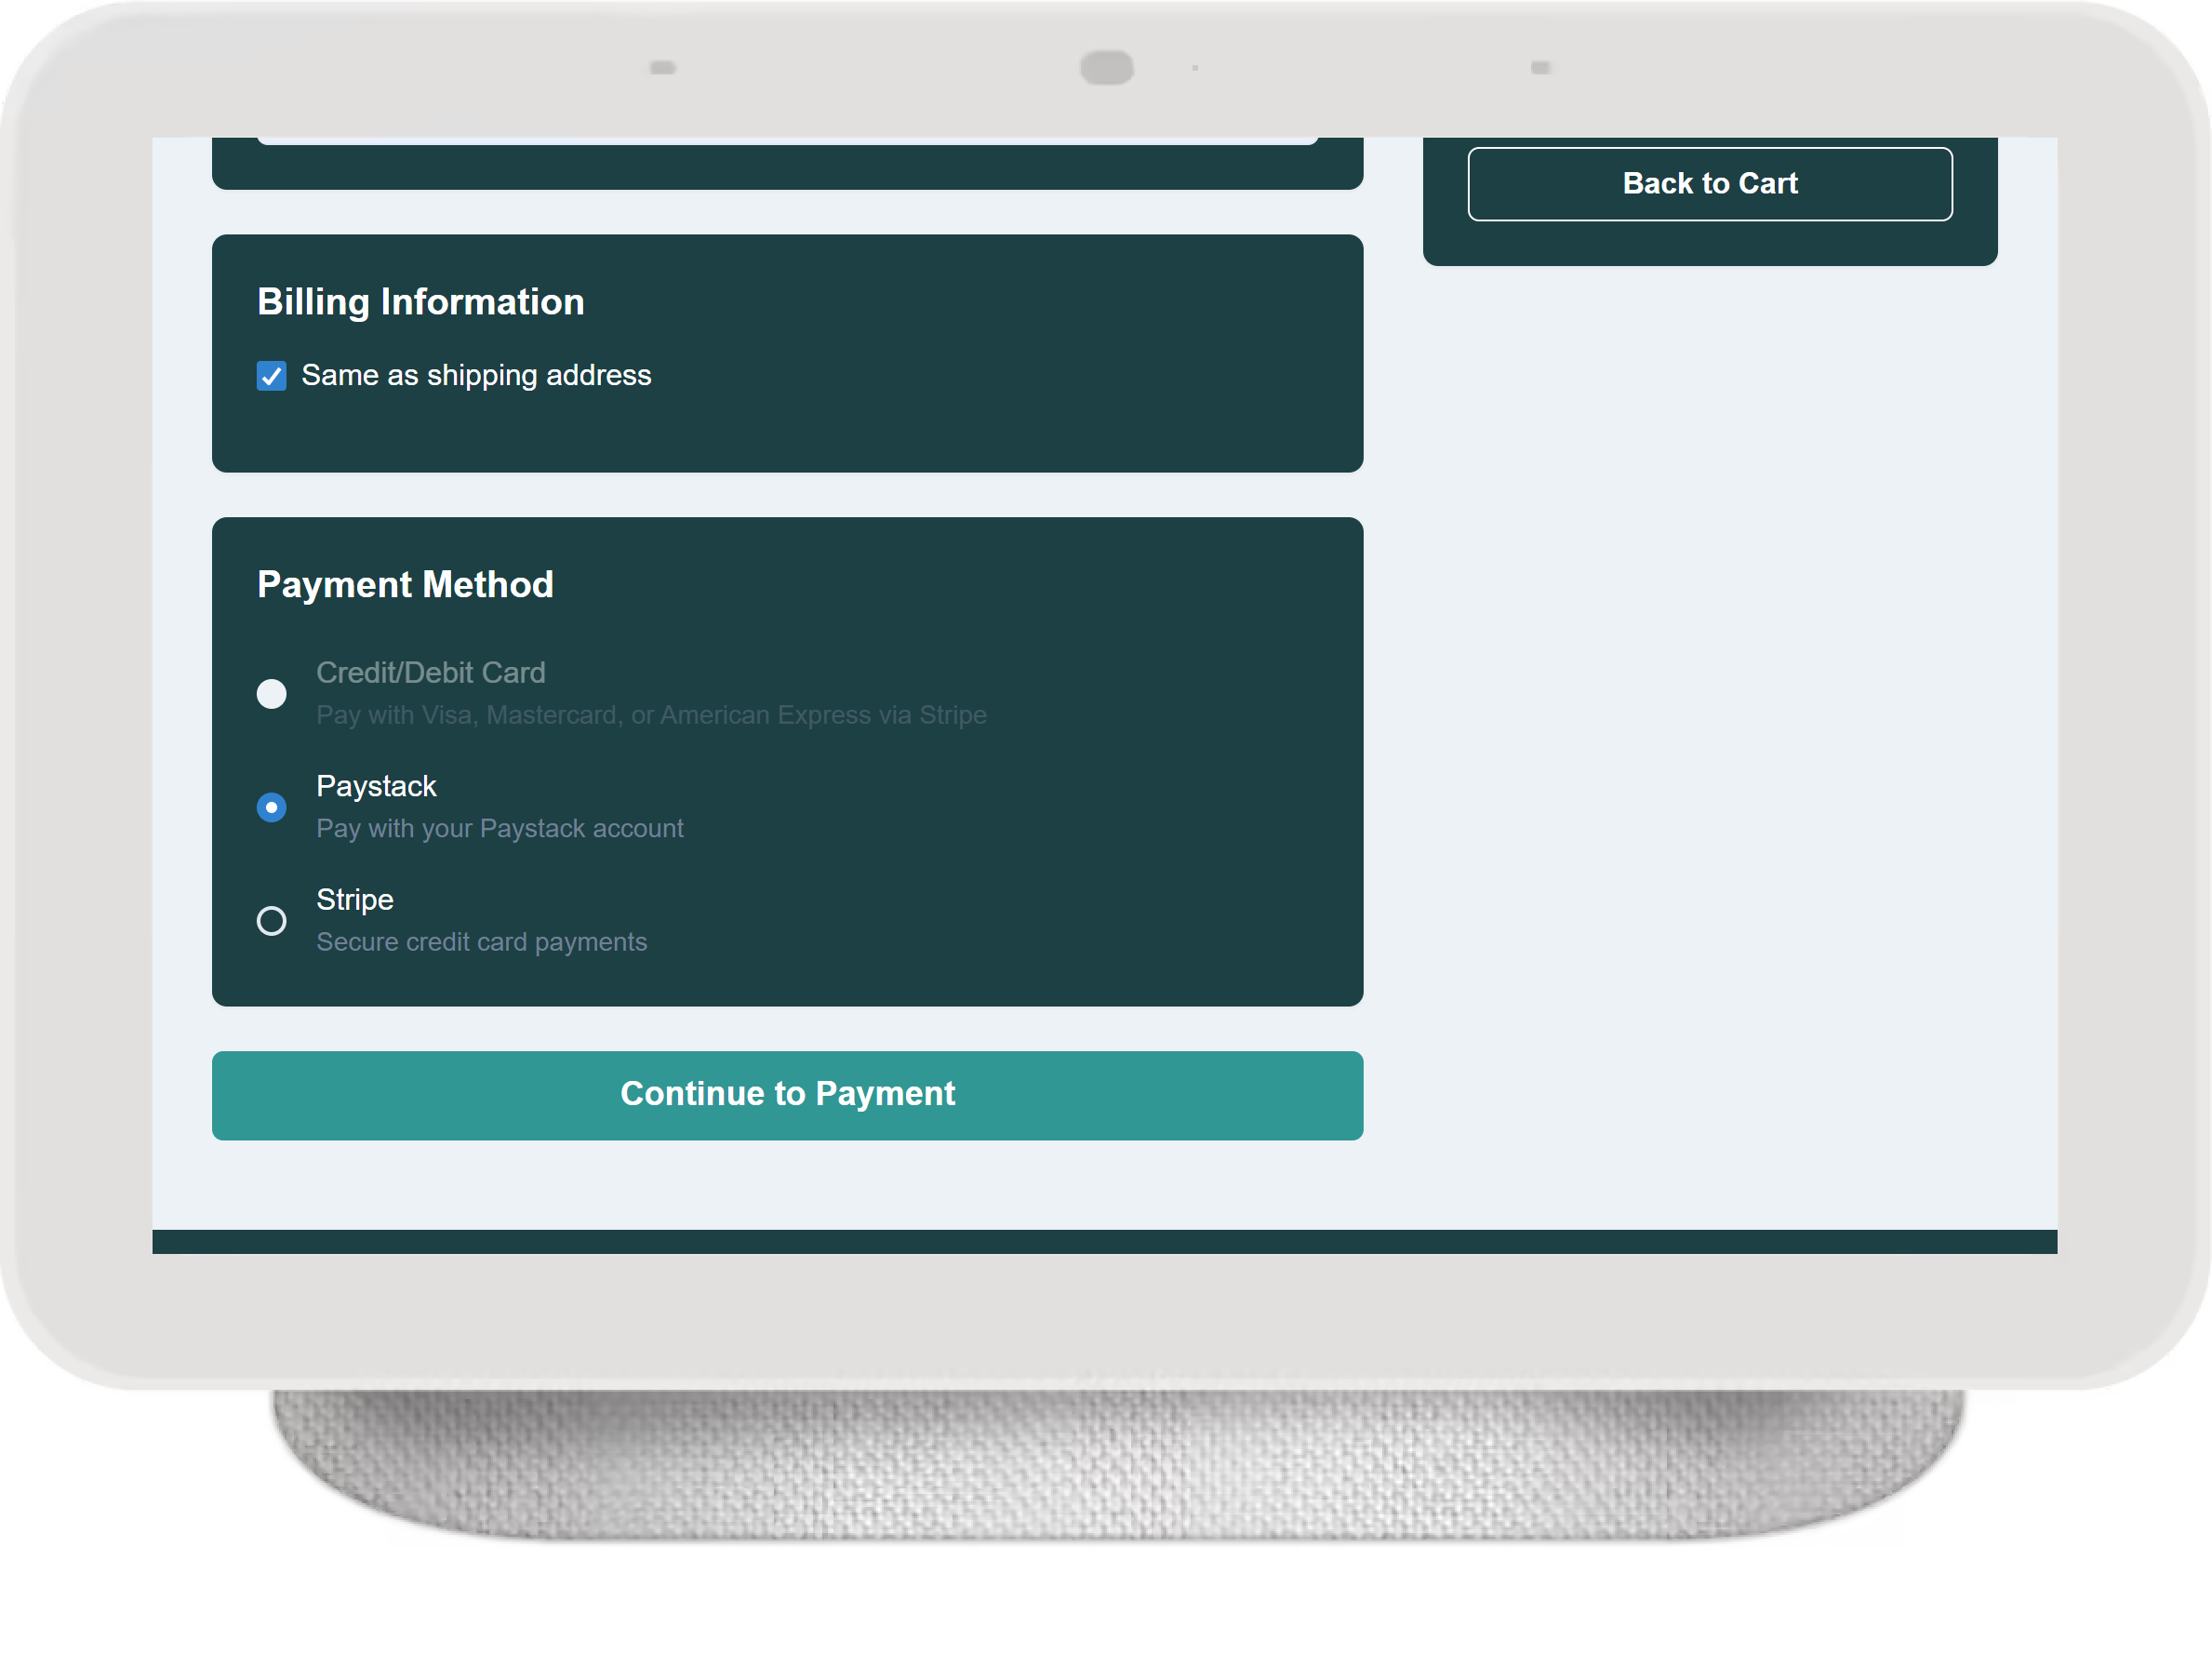 Back to Cart
Billing Information
Same as shipping address
Payment Method
Credit/Debit Card
Pay with Visa, Mastercard, or American Express via Stripe
Paystack
Pay with your Paystack account
Stripe
Secure credit card payments
Continue to Payment